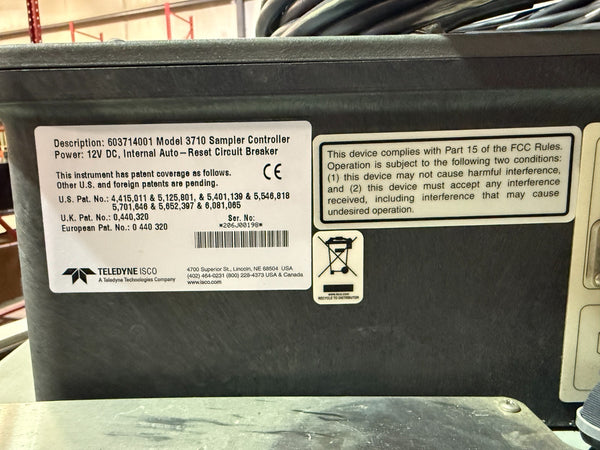 Description: 603714001 Model 3710 Sampler Controller
Power: 12V DC, Internal Auto-Reset Circuit Breaker
This instrument has patent coverage as follows.
Other U.S. and foreign patents are pending.
CE
U.S. Pat. No.: 4,415,011 & 5,125,801, & 5,401,139 & 5,546,818
5,701,646 & 5,652,397 & 6,081,065
U.K. Pat. No.: 0,440,320
European Pat. No.: 0 440 320
Ser. No:
*206J00198*
TELEDYNE ISCO
A Teledyne Technologies Company
4700 Superior St., Lincoln, NE 68504 USA
(402) 464-0231 (800) 228-4373 USA & Canada
www.isco.com
This device complies with Part 15 of the FCC Rules.
Operation is subject to the following two conditions:
(1) this device may not cause harmful interference,
and (2) this device must accept any interference
received, including interference that may cause
undesired operation.
www.isco.com
RECYCLE TO DISTRIBUTOR